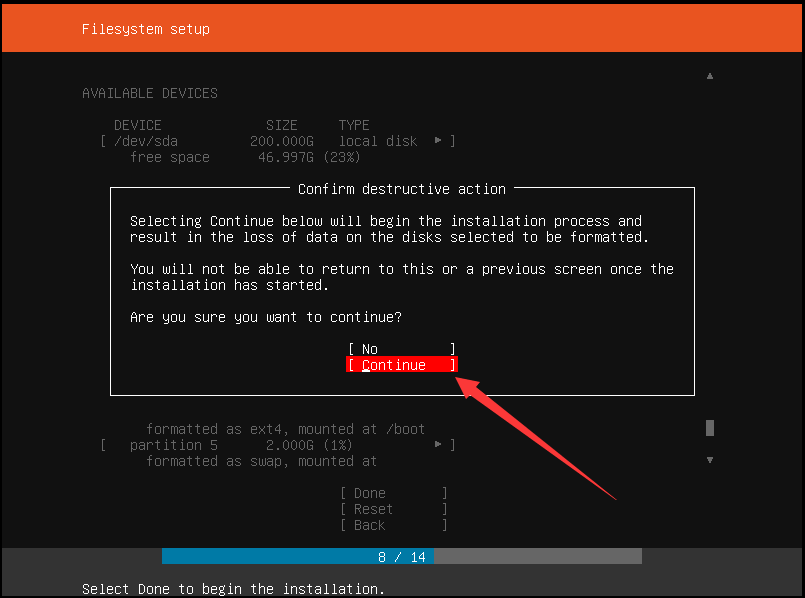 Filesystem setup
▲
AVAILABLE DEVICES
DEVICE SIZE TYPE
[ /dev/sda 200.000G local disk ► ]
free space 46.997G (23%)
Confirm destructive action
Selecting Continue below will begin the installation process and
result in the loss of data on the disks selected to be formatted.
You will not be able to return to this or a previous screen once the
installation has started.
Are you sure you want to continue?
[ No ]
[ Continue ]
formatted as ext4, mounted at /boot
[ partition 5 2.000G (1%) ► ]
formatted as swap, mounted at
▼
[ Done ]
[ Reset ]
[ Back ]
8 / 14
Select Done to begin the installation.